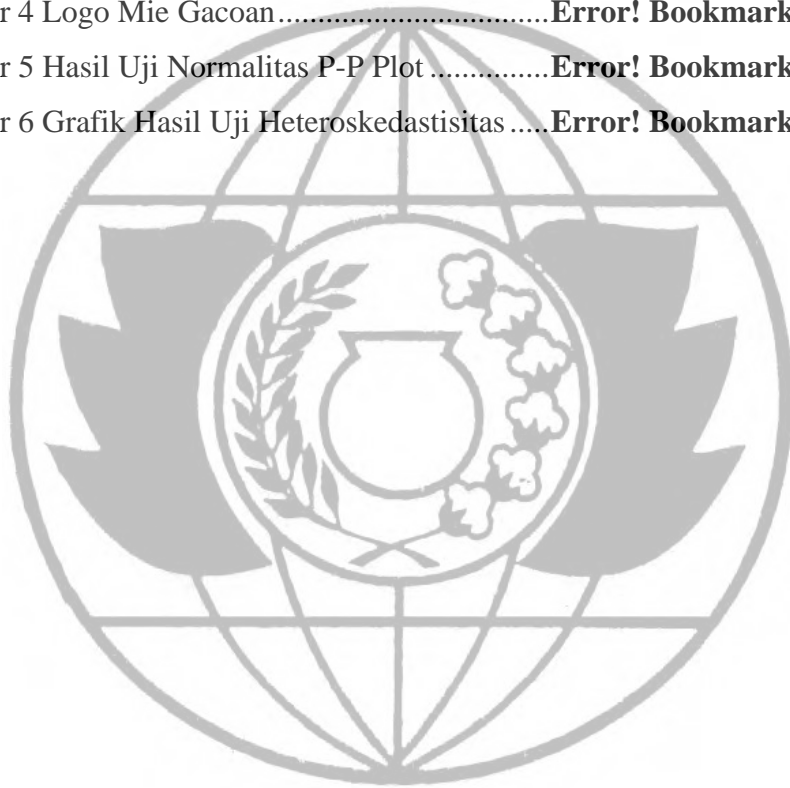 r 4 Logo Mie Gacoan................................Error! Bookmark
r 5 Hasil Uji Normalitas P-P Plot ...............Error! Bookmark
r 6 Grafik Hasil Uji Heteroskedastisitas .....Error! Bookmark